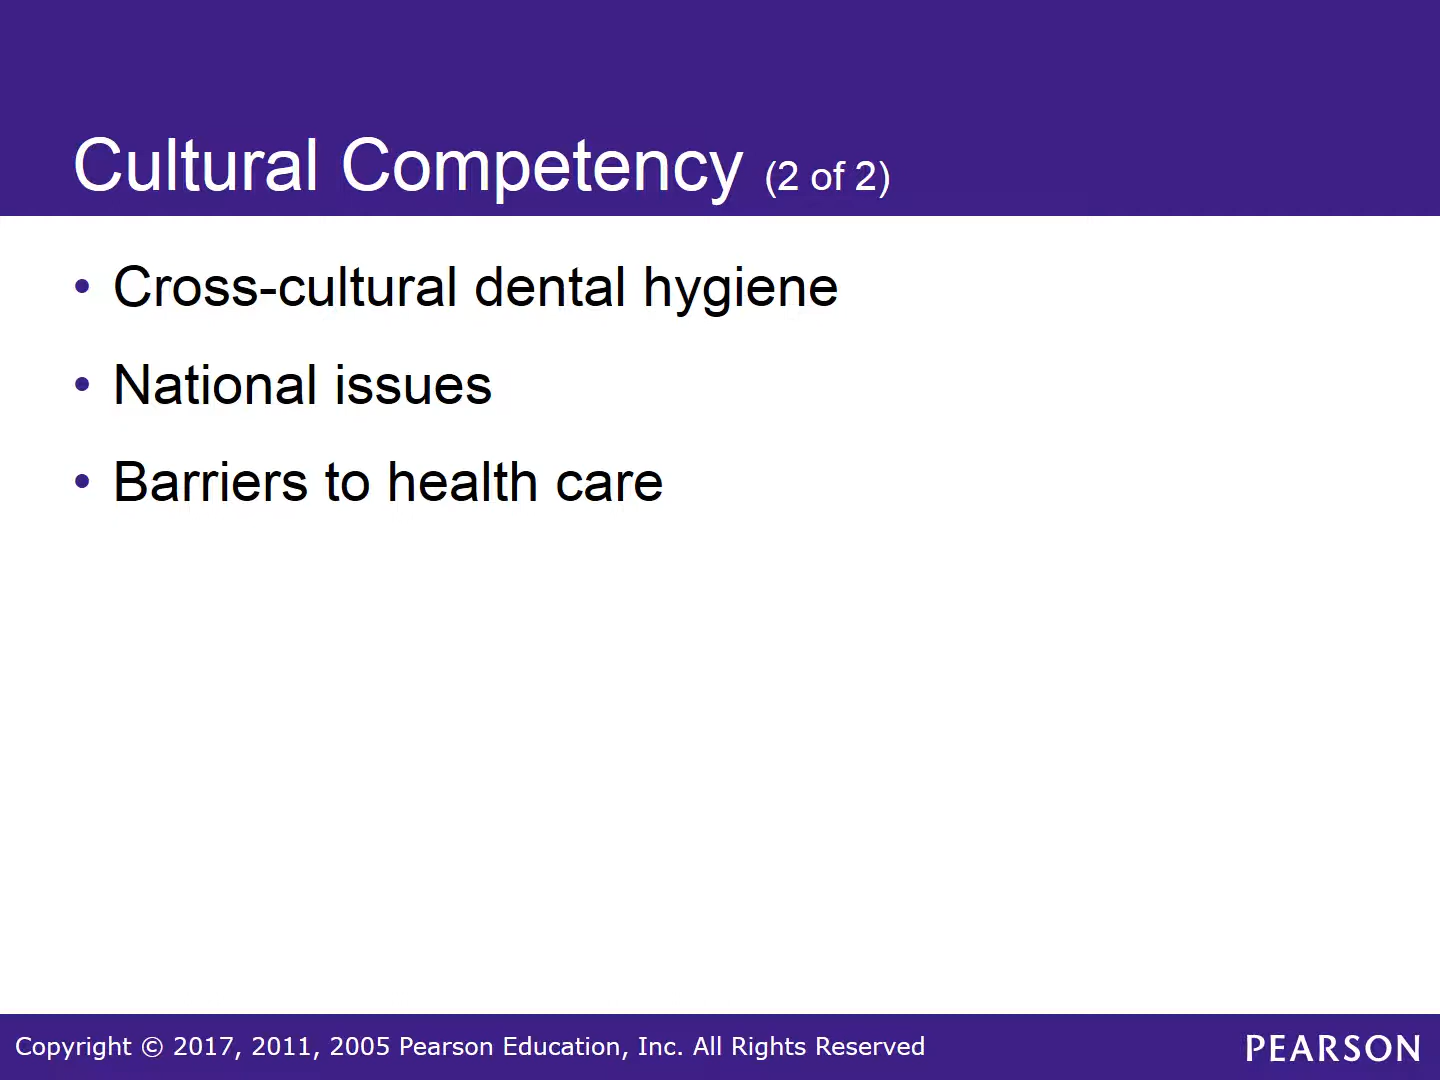 Cultural Competency (2 of 2)
• Cross-cultural dental hygiene
• National issues
• Barriers to health care
Copyright © 2017, 2011, 2005 Pearson Education, Inc. All Rights Reserved
PEARSON